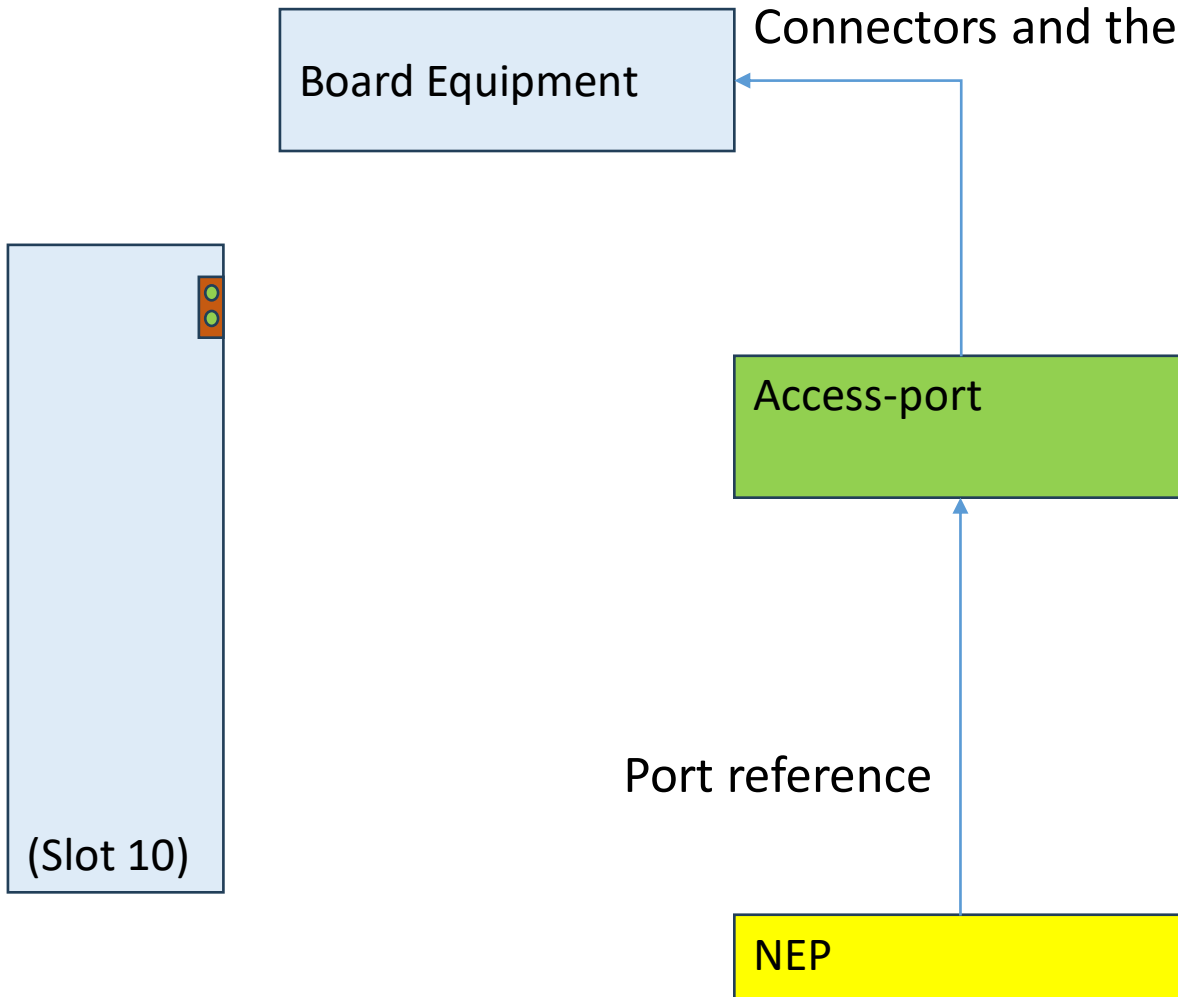 Connectors and the
Board Equipment
Access-port
Port reference
(Slot 10)
NEP